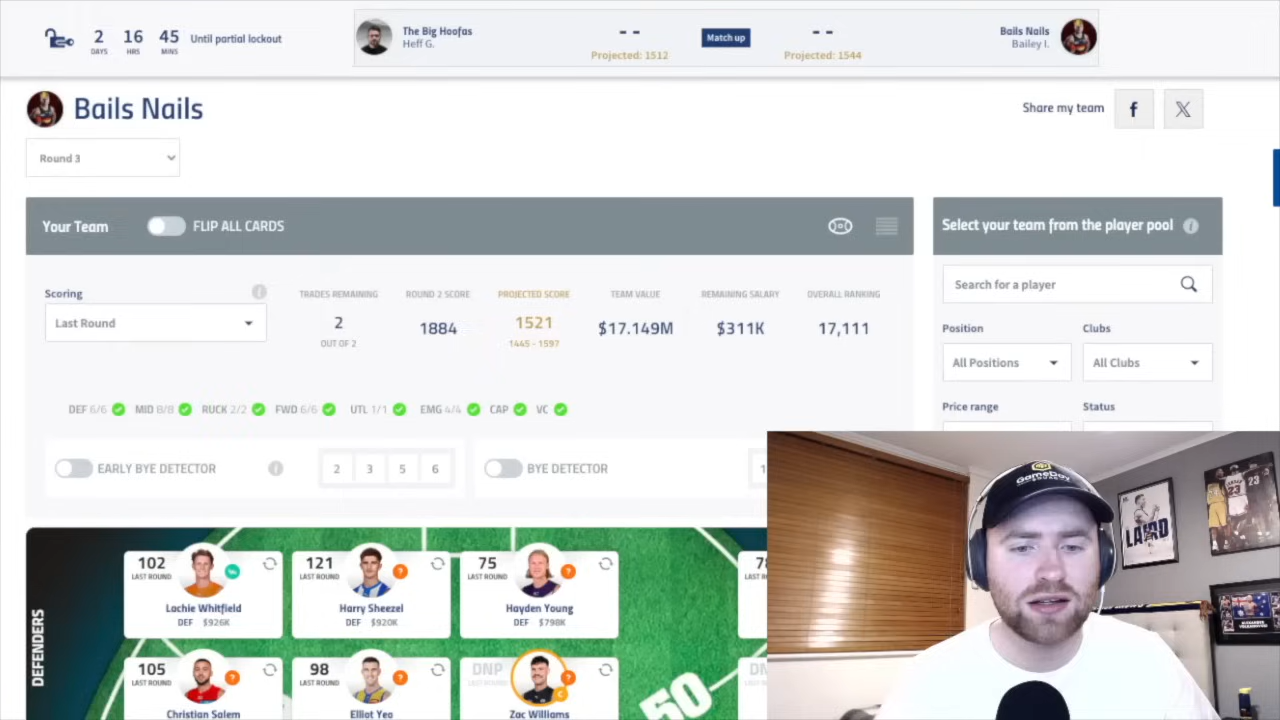 2 16 45 Until partial lockout
DAYS HRS MINS
The Big Hoofas
Heff G.
- -
Projected: 1512
Match up
- -
Projected: 1544
Bails Nails
Bailey I.
Bails Nails
Share my team
f
X
Round 3
Your Team
FLIP ALL CARDS
Select your team from the player pool
Scoring
Last Round
TRADES REMAINING
2
OUT OF 2
ROUND 2 SCORE
1884
PROJECTED SCORE
1521
1445 - 1597
TEAM VALUE
$17.149M
REMAINING SALARY
$311K
OVERALL RANKING
17,111
Search for a player
Position
Clubs
All Positions
All Clubs
Price range
Status
DEF 6/6 MID 8/8 RUCK 2/2 FWD 6/6 UTL 1/1 EMG 4/4 CAP VC
EARLY BYE DETECTOR
2 3 5 6
BYE DETECTOR
DEFENDERS
102
LAST ROUND
Lachie Whitfield
DEF $926K
121
LAST ROUND
?
Harry Sheezel
DEF $920K
75
LAST ROUND
?
Hayden Young
DEF $798K
105
LAST ROUND
?
Christian Salem
98
LAST ROUND
?
Elliot Yeo
DNP
LAST ROUND
?
C
Zac Williams
50
GameDay
LAIRD
23
23